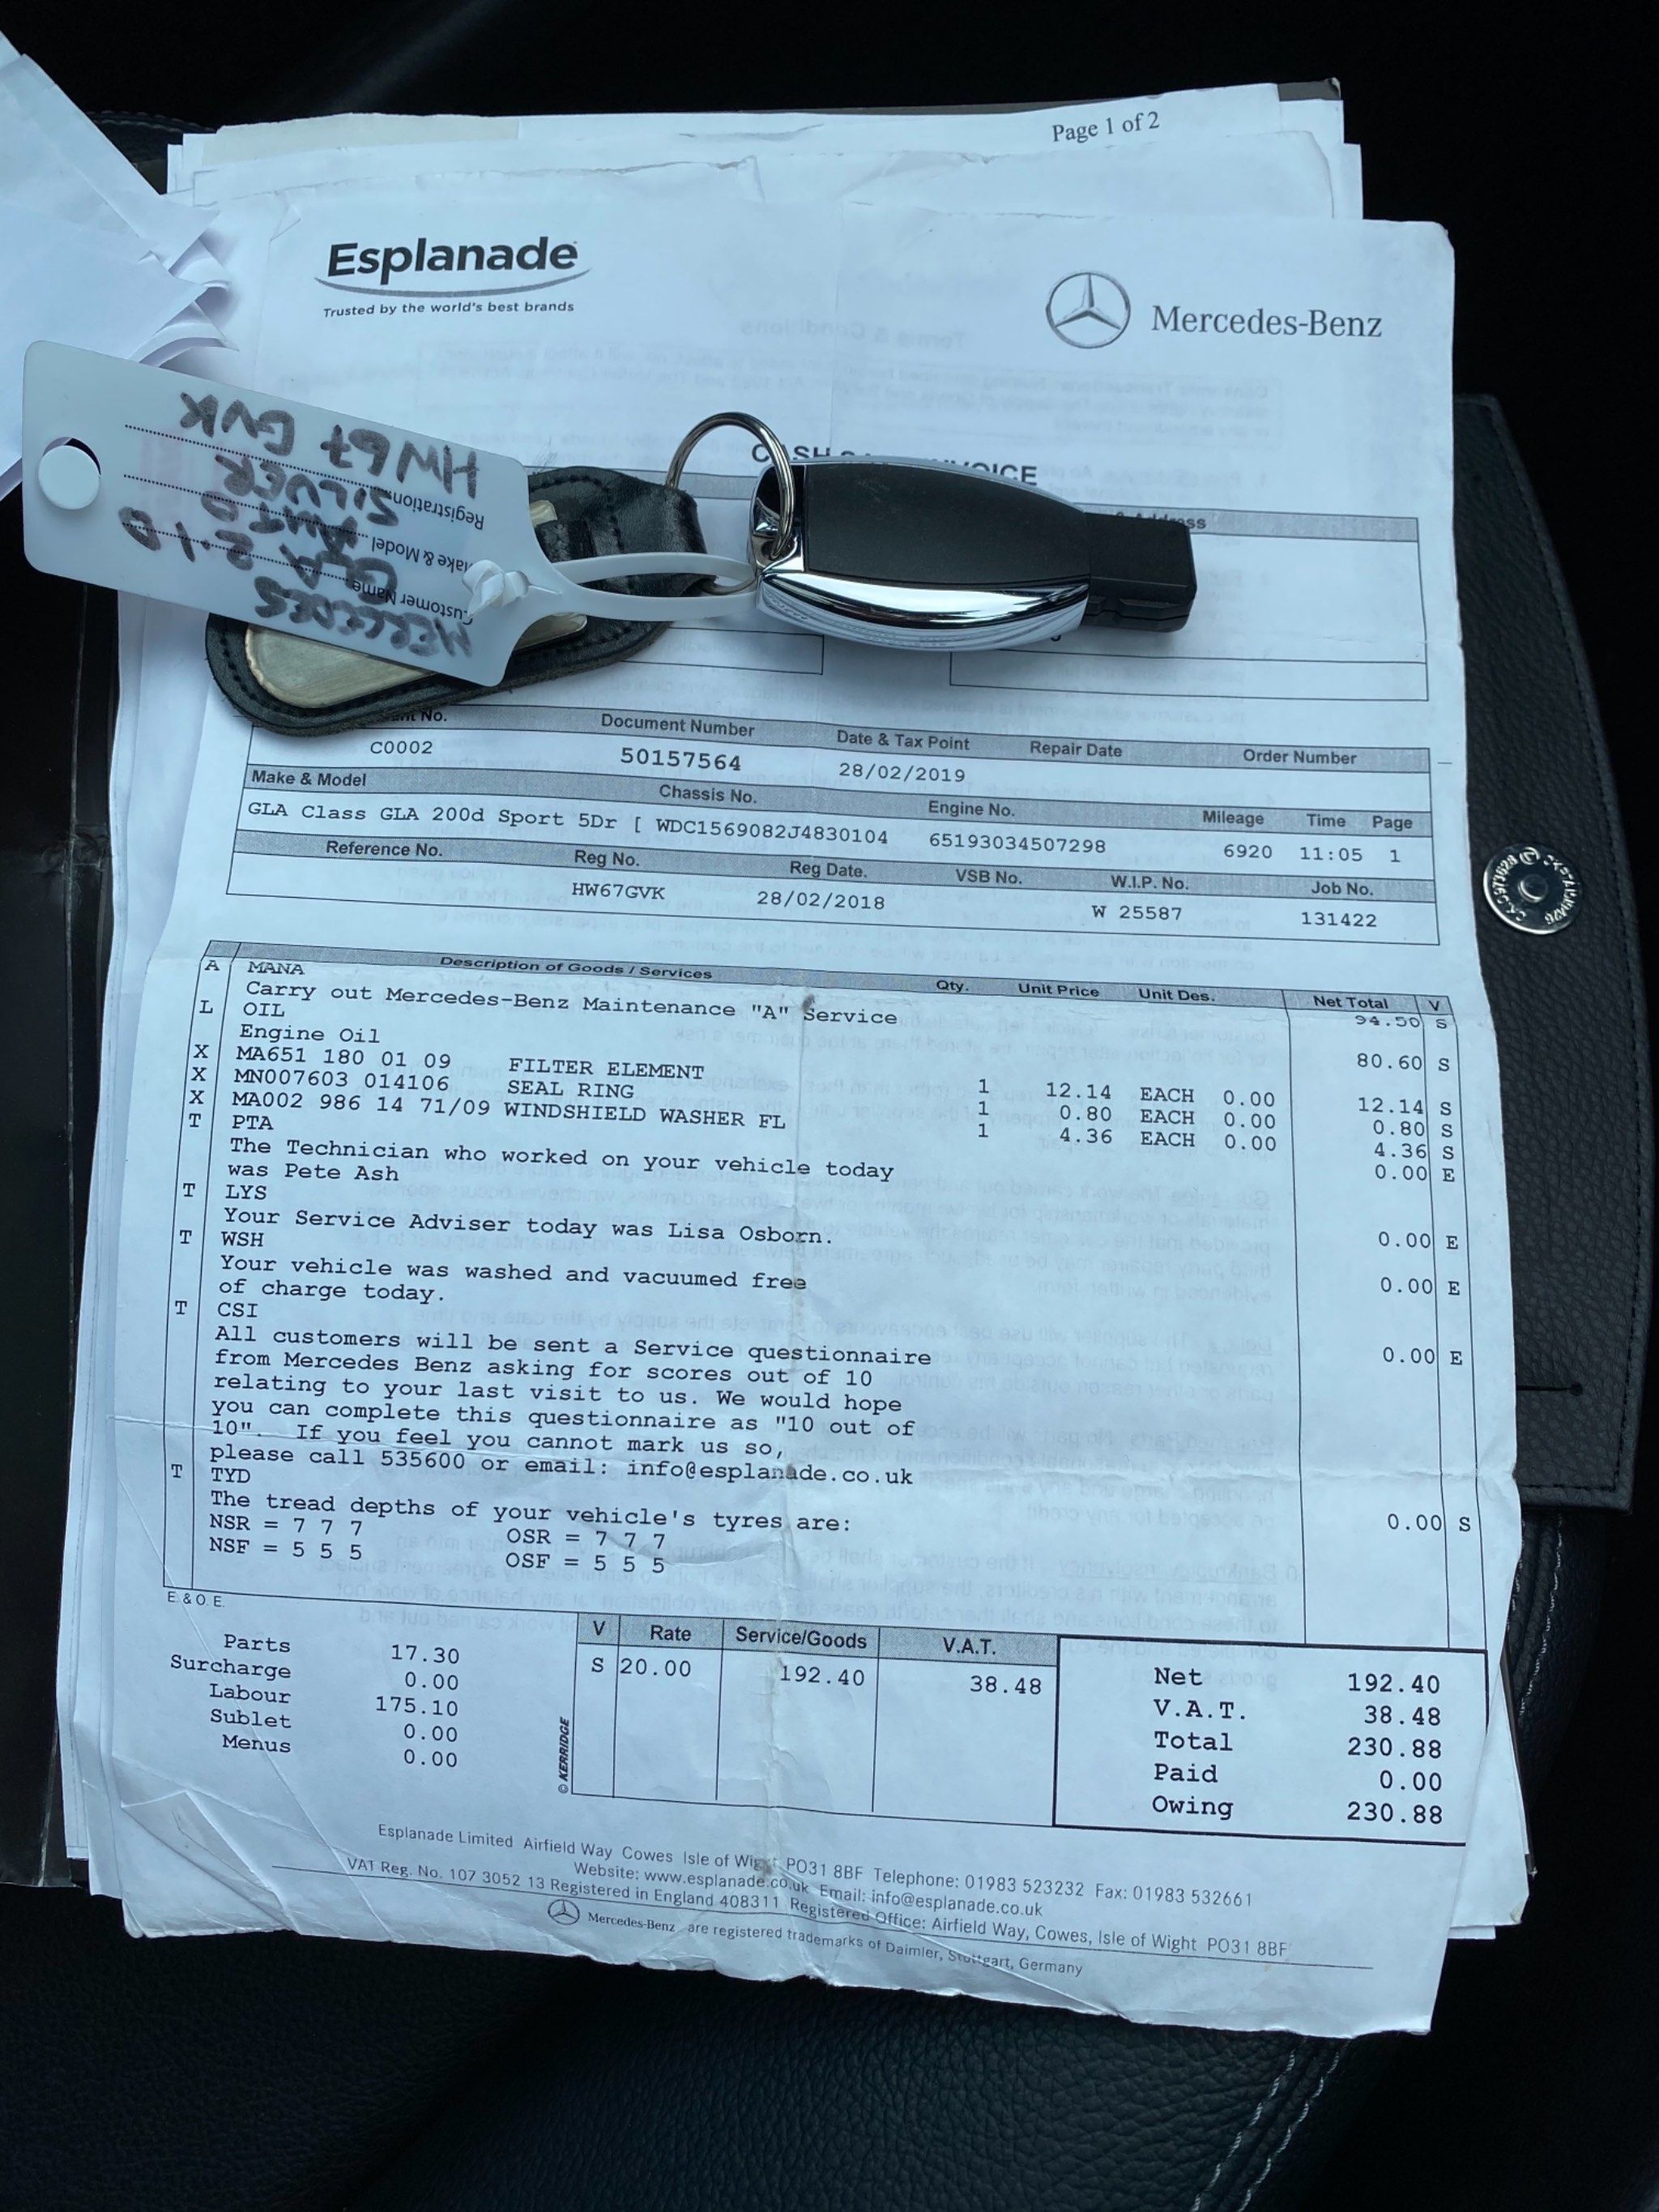 Page 1 of 2
Esplanade
Trusted by the world's best brands
Mercedes-Benz
MERCEDES
Customer Name
GLA 2.1 D
Make & Model
AUTO
SILVER
Registration
HW67 GVK
Document Number
Date & Tax Point
Repair Date
Order Number
C0002
50157564
28/02/2019
Make & Model
Chassis No.
Engine No.
Mileage
Time
Page
GLA Class GLA 200d Sport 5Dr [ WDC1569082J4830104
65193034507298
6920
11:05
1
Reference No.
Reg No.
Reg Date.
VSB No.
W.I.P. No.
Job No.
HW67GVK
28/02/2018
W 25587
131422
Description of Goods / Services
Qty.
Unit Price
Unit Des.
Net Total
V
A MANA 94.50 S
Carry out Mercedes-Benz Maintenance "A" Service
L OIL 80.60 S
Engine Oil
X MA651 180 01 09 FILTER ELEMENT 1 12.14 EACH 0.00 12.14 S
X MN007603 014106 SEAL RING 1 0.80 EACH 0.00 0.80 S
X MA002 986 14 71/09 WINDSHIELD WASHER FL 1 4.36 EACH 0.00 4.36 S
T PTA 0.00 E
The Technician who worked on your vehicle today
was Pete Ash
T LYS 0.00 E
Your Service Adviser today was Lisa Osborn.
T WSH 0.00 E
Your vehicle was washed and vacuumed free
of charge today.
T CSI 0.00 E
All customers will be sent a Service questionnaire
from Mercedes Benz asking for scores out of 10
relating to your last visit to us. We would hope
you can complete this questionnaire as "10 out of
10". If you feel you cannot mark us so,
please call 535600 or email: info@esplanade.co.uk
T TYD 0.00 S
The tread depths of your vehicle's tyres are:
NSR = 7 7 7 OSR = 7 7 7
NSF = 5 5 5 OSF = 5 5 5
E. & O. E.
Parts 17.30
Surcharge 0.00
Labour 175.10
Sublet 0.00
Menus 0.00
© KERRIDGE
V Rate Service/Goods V.A.T.
S 20.00 192.40 38.48
Net 192.40
V.A.T. 38.48
Total 230.88
Paid 0.00
Owing 230.88
Esplanade Limited Airfield Way Cowes Isle of Wight PO31 8BF Telephone: 01983 523232 Fax: 01983 532661
Website: www.esplanade.co.uk Email: info@esplanade.co.uk
VAT Reg. No. 107 3052 13 Registered in England 408311 Registered Office: Airfield Way, Cowes, Isle of Wight PO31 8BF
Mercedes-Benz are registered trademarks of Daimler, Stuttgart, Germany